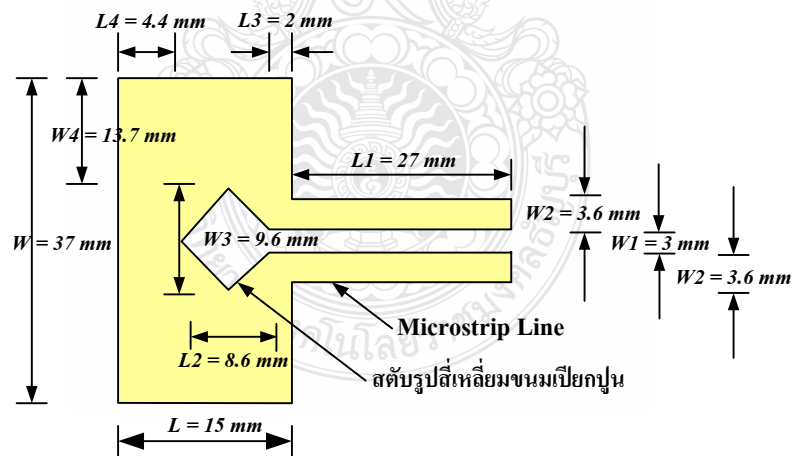 L4 = 4.4 mm
L3 = 2 mm
W4 = 13.7 mm
L1 = 27 mm
W2 = 3.6 mm
W = 37 mm
W3 = 9.6 mm
W1 = 3 mm
W2 = 3.6 mm
Microstrip Line
L2 = 8.6 mm
สตับรูปสี่เหลี่ยมขนมเปียกปูน
L = 15 mm